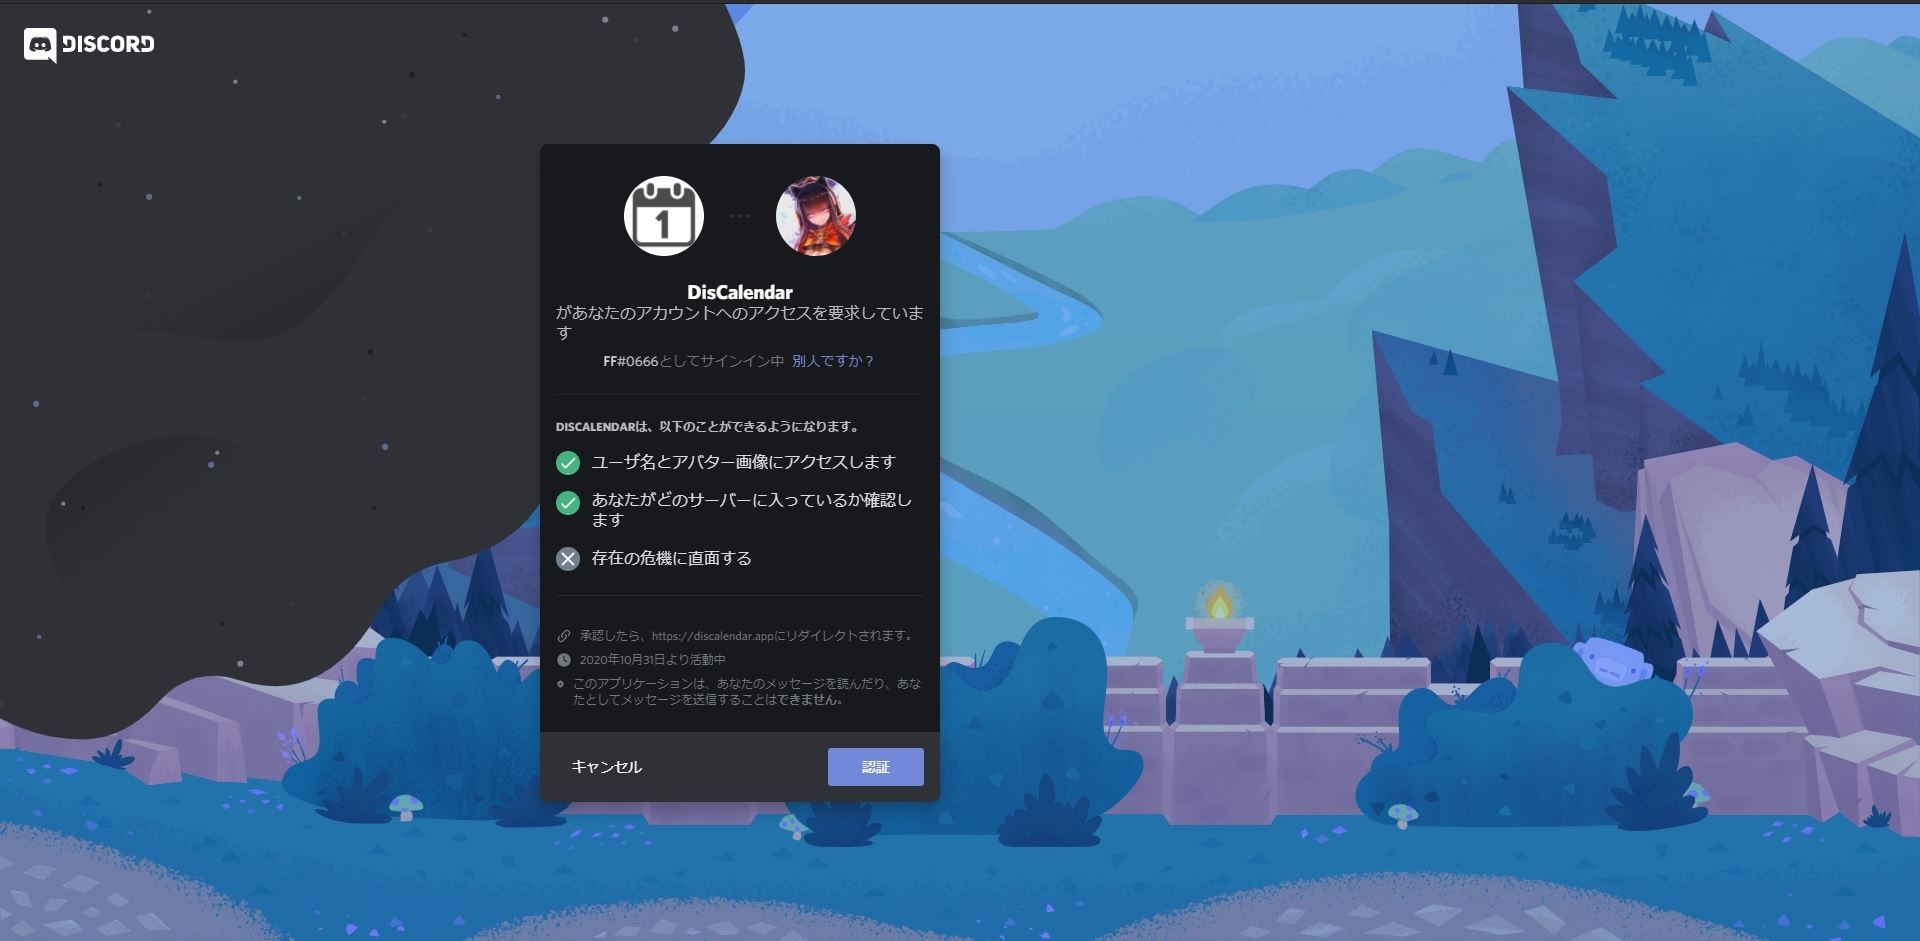 DISCORD
1
DisCalendar
があなたのアカウントへのアクセスを要求していま
す
FF#0666としてサインイン中 別人ですか？
DISCALENDARは、以下のことができるようになります。
ユーザ名とアバター画像にアクセスします
あなたがどのサーバーに入っているか確認し
ます
存在の危機に直面する
承認したら、https://discalendar.appにリダイレクトされます。
2020年10月31日より活動中
このアプリケーションは、あなたのメッセージを読んだり、あな
たとしてメッセージを送信することはできません。
キャンセル
認証